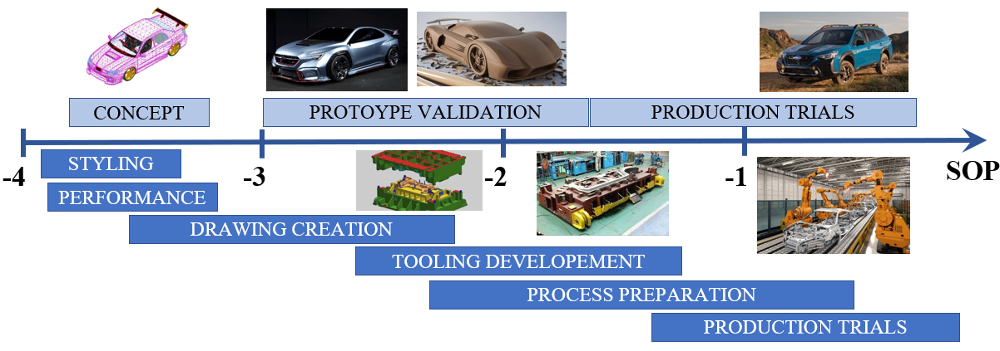 CONCEPT
PROTOYPE VALIDATION
PRODUCTION TRIALS
-4
-3
-2
-1
SOP
STYLING
PERFORMANCE
DRAWING CREATION
TOOLING DEVELOPEMENT
PROCESS PREPARATION
PRODUCTION TRIALS